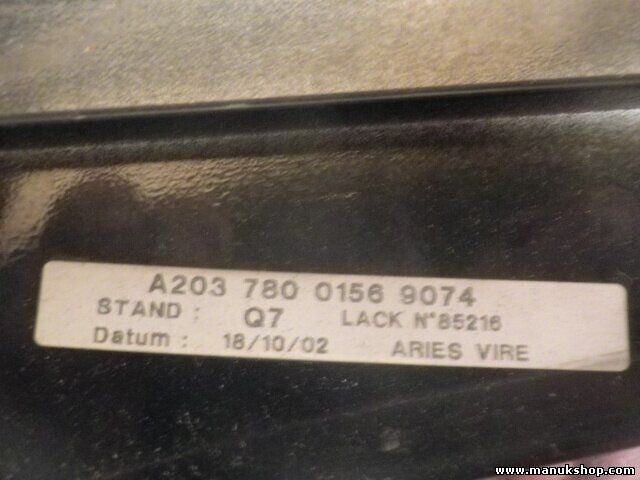 A203 780 0156 9074
STAND : Q7 LACK N°85216
Datum : 18/10/02 ARIES VIRE
www.manukshop.com